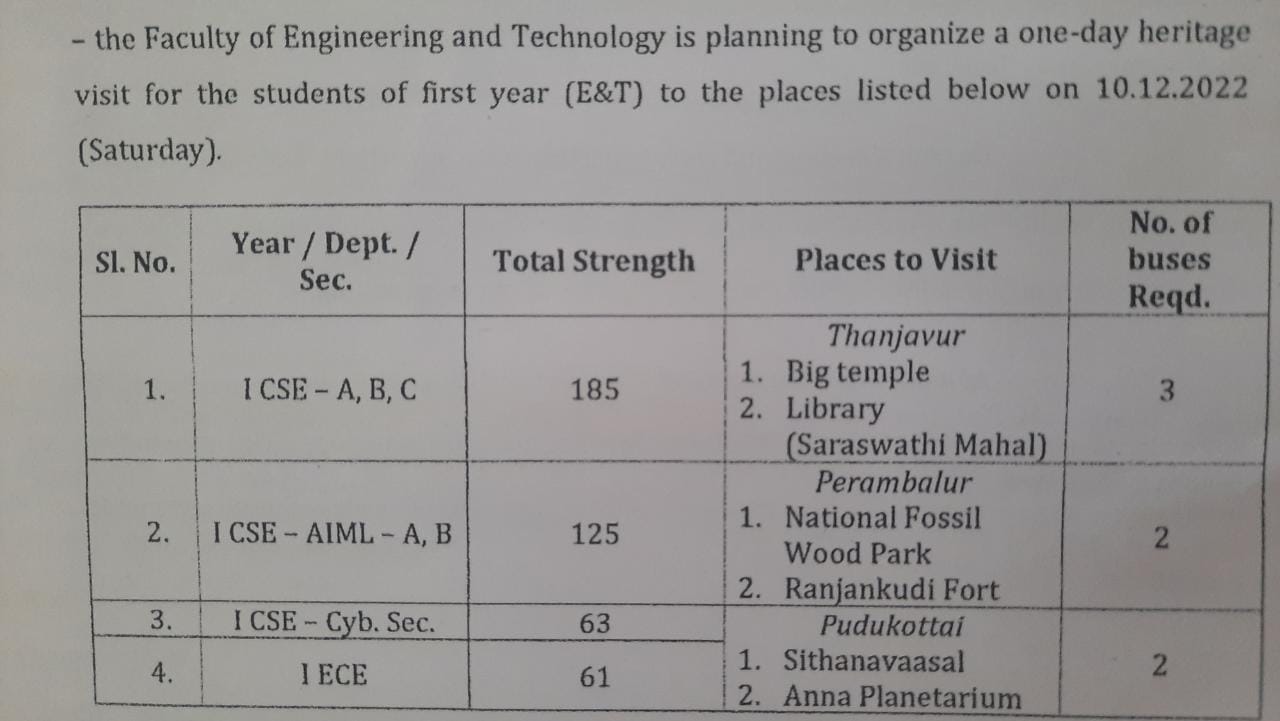 – the Faculty of Engineering and Technology is planning to organize a one-day heritage
visit for the students of first year (E&T) to the places listed below on 10.12.2022
(Saturday).
Sl. No. Year / Dept. / Sec. Total Strength Places to Visit No. of buses Reqd.
1. I CSE – A, B, C 185 Thanjavur 3
1. Big temple
2. Library
(Saraswathi Mahal)
2. I CSE – AIML – A, B 125 Perambalur 2
1. National Fossil
Wood Park
2. Ranjankudi Fort
3. I CSE – Cyb. Sec. 63 Pudukottai 2
4. I ECE 61 1. Sithanavaasal
2. Anna Planetarium